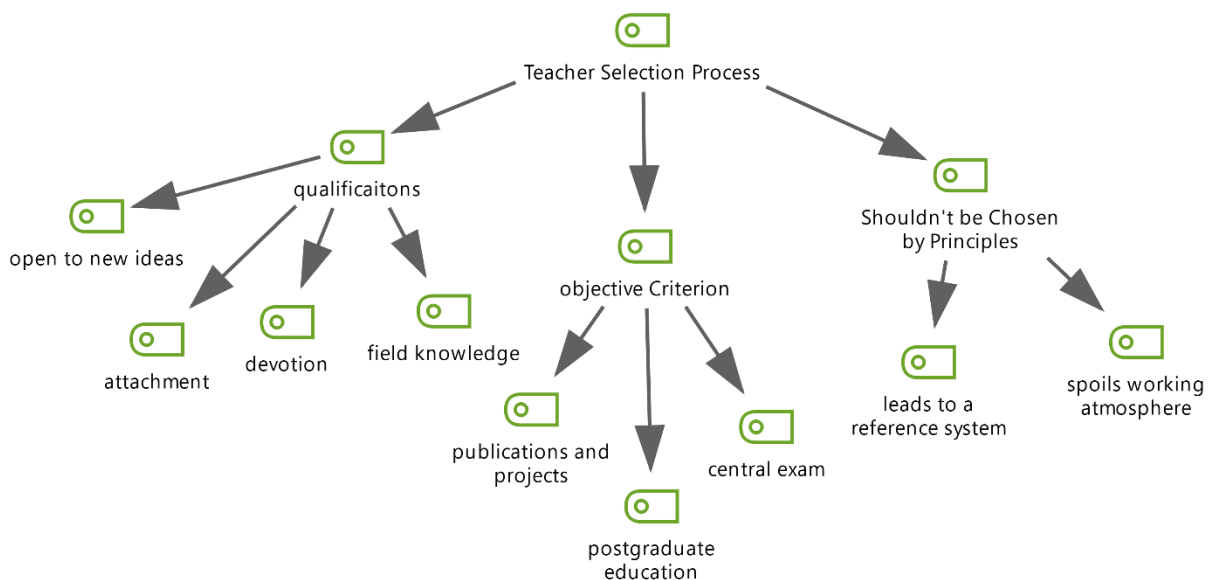 Teacher Selection Process
qualificaitons
open to new ideas
attachment
devotion
field knowledge
objective Criterion
publications and
projects
postgraduate
education
central exam
Shouldn't be Chosen
by Principles
leads to a
reference system
spoils working
atmosphere